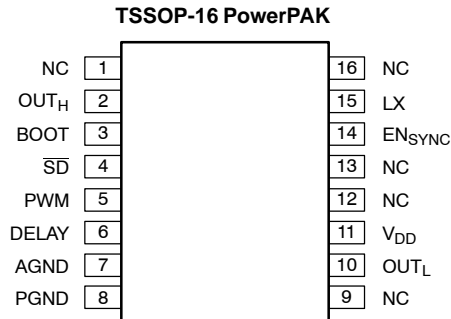 TSSOP-16 PowerPAK
NC 1 16 NC
OUTH 2 15 LX
BOOT 3 14 ENSYNC
S̅D̅ 4 13 NC
PWM 5 12 NC
DELAY 6 11 VDD
AGND 7 10 OUTL
PGND 8 9 NC